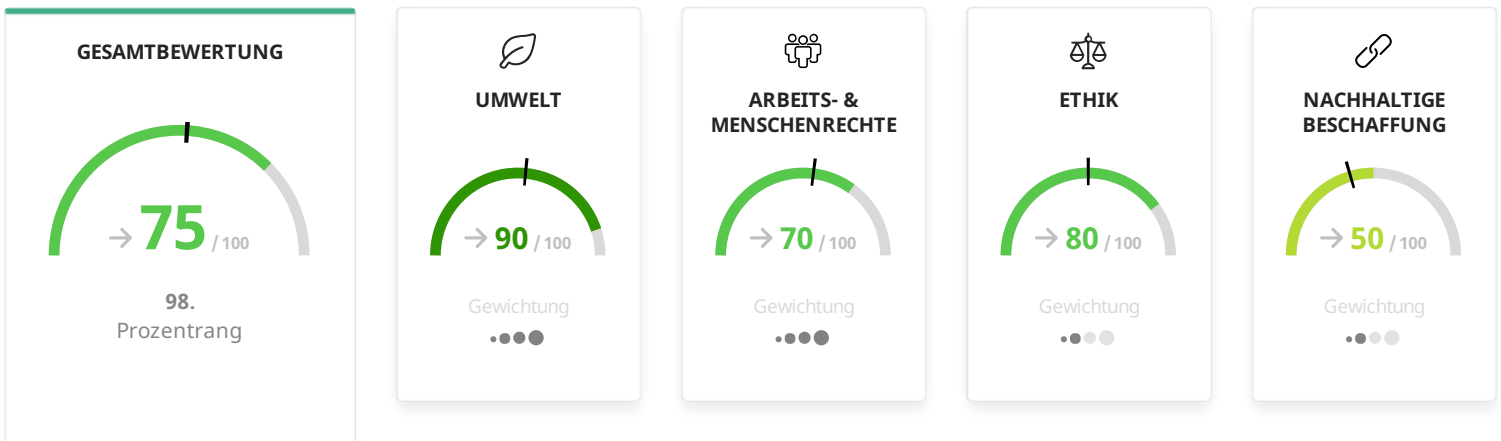 GESAMTBEWERTUNG
75 / 100
98.
Prozentrang
UMWELT
90 / 100
Gewichtung
ARBEITS- &
MENSCHENRECHTE
70 / 100
Gewichtung
ETHIK
80 / 100
Gewichtung
NACHHALTIGE
BESCHAFFUNG
50 / 100
Gewichtung